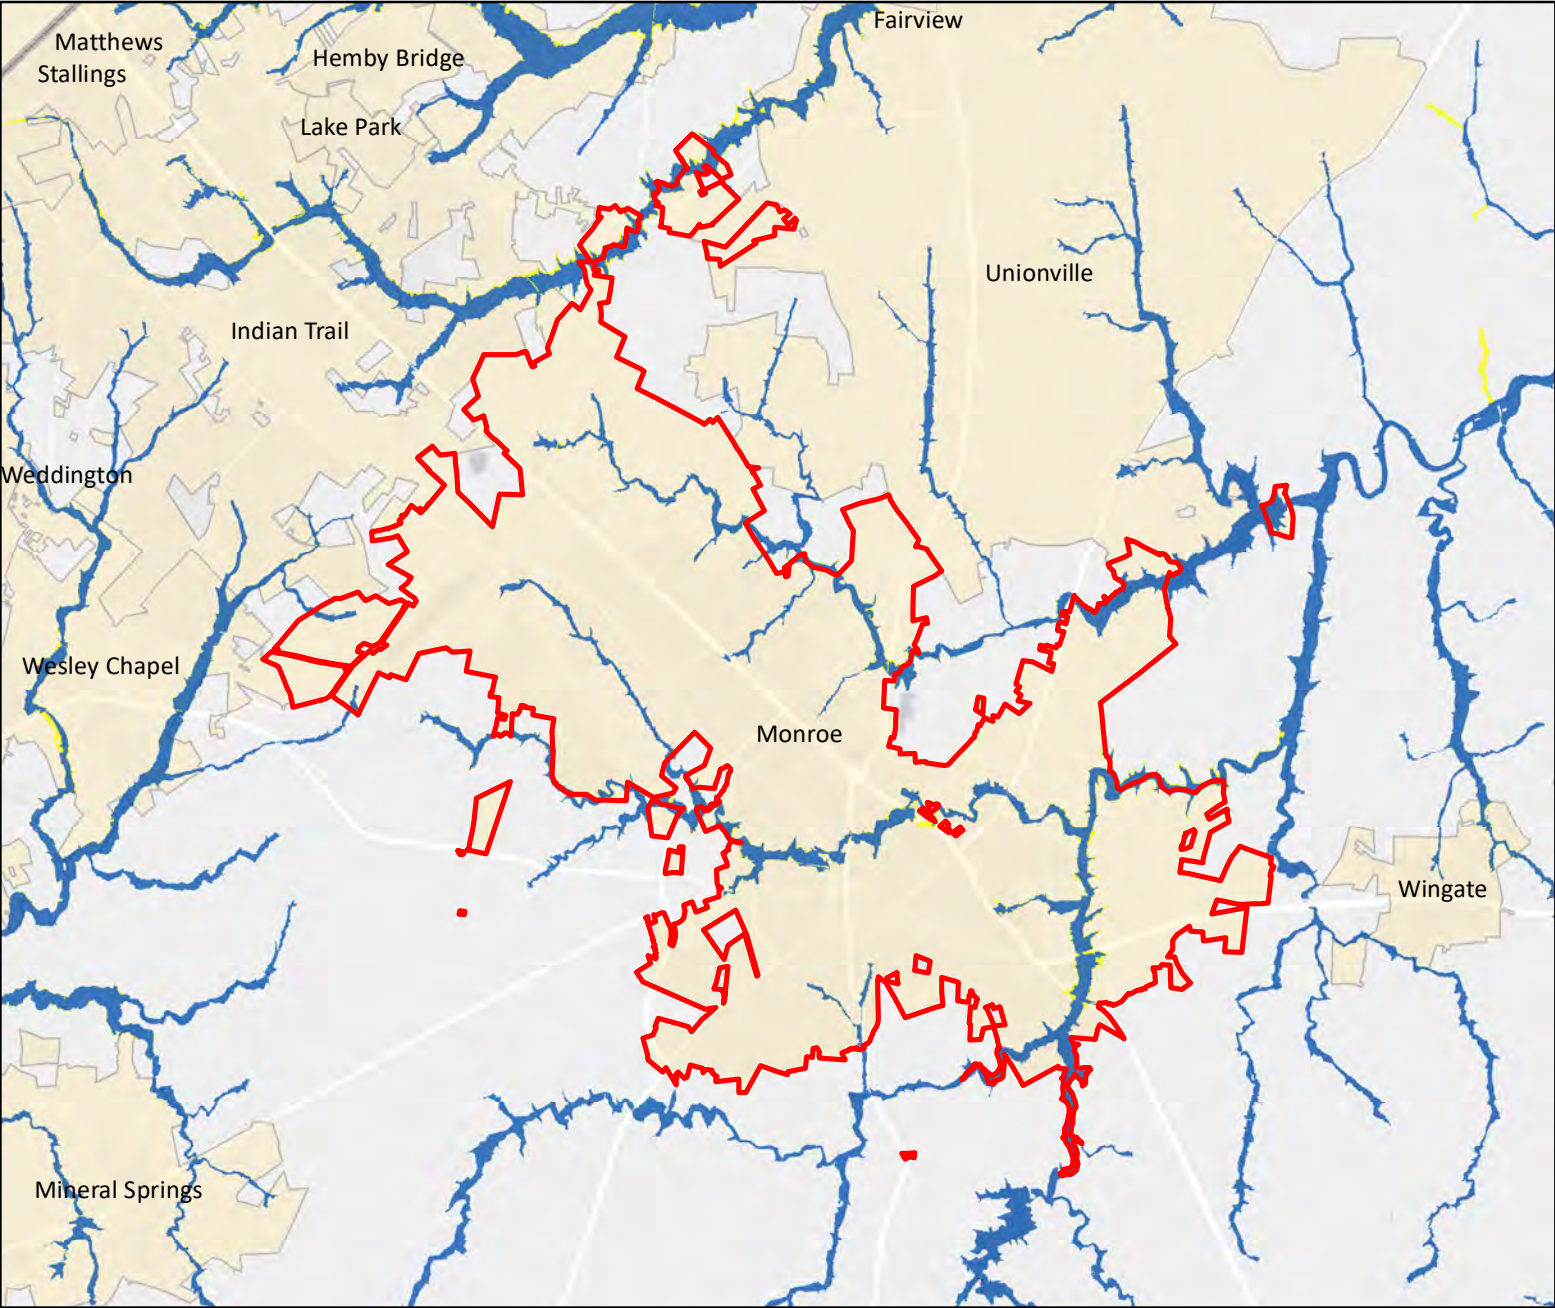 Fairview
Matthews
Stallings
Hemby Bridge
Lake Park
Unionville
Indian Trail
Weddington
Wesley Chapel
Monroe
Wingate
Mineral Springs